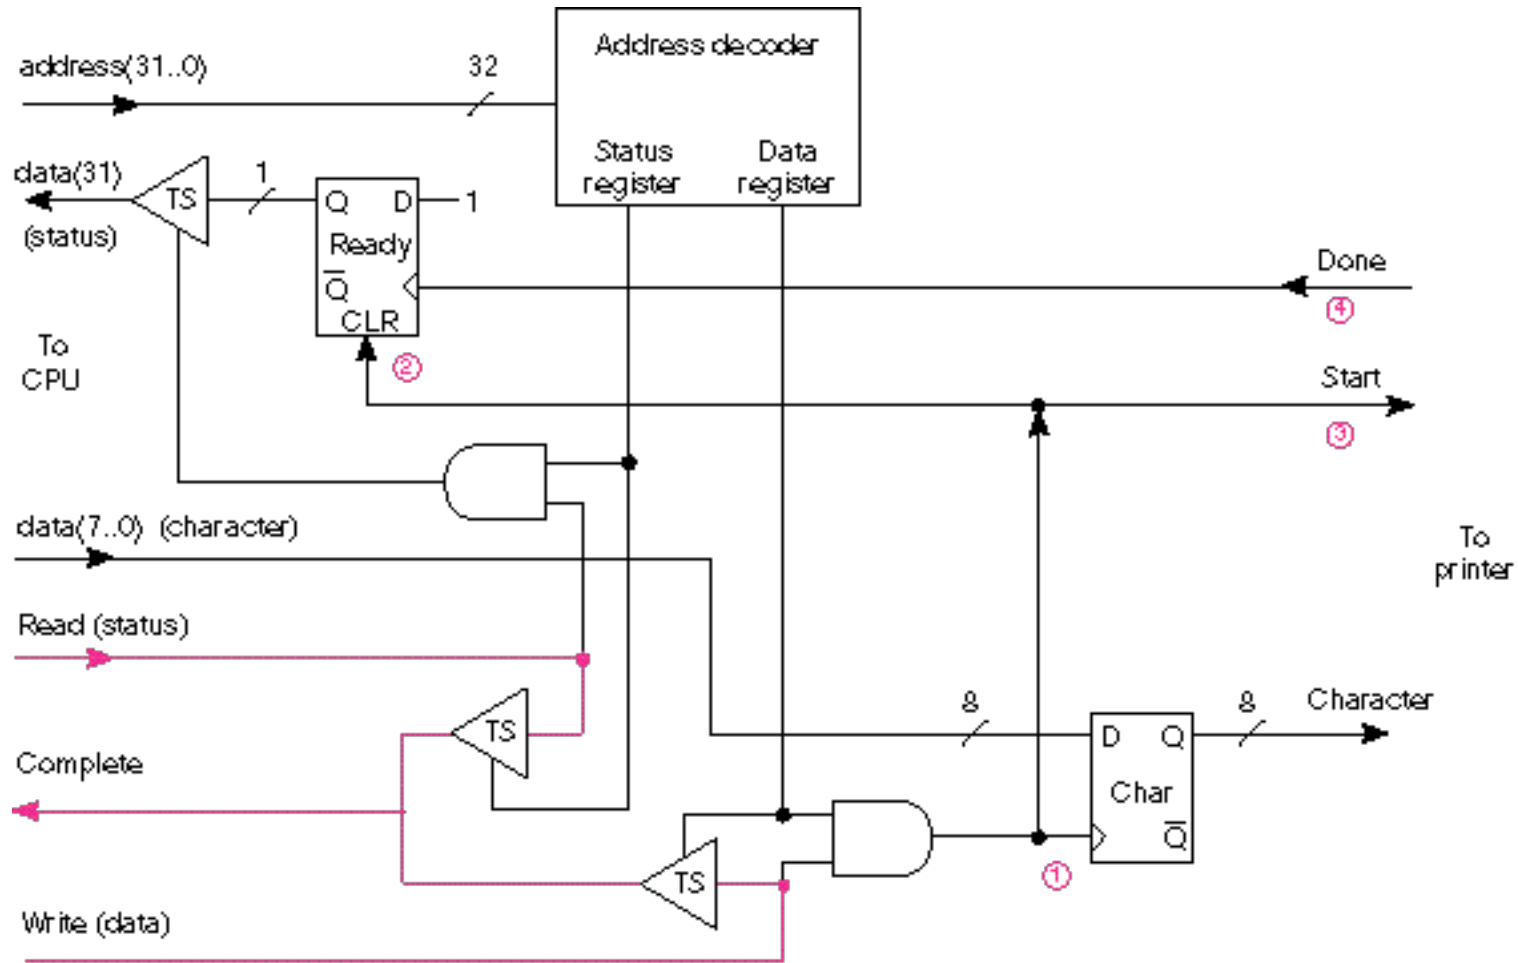 Address decoder
address(31..0)
32
Status
register
Data
register
data(31)
TS
1
Q
D
1
(status)
Ready
Q
CLR
Done
④
To
CPU
②
Start
③
data(7..0) (character)
To
printer
Read (status)
8
8
Character
TS
D
Q
Complete
Char
Q
TS
①
Write (data)